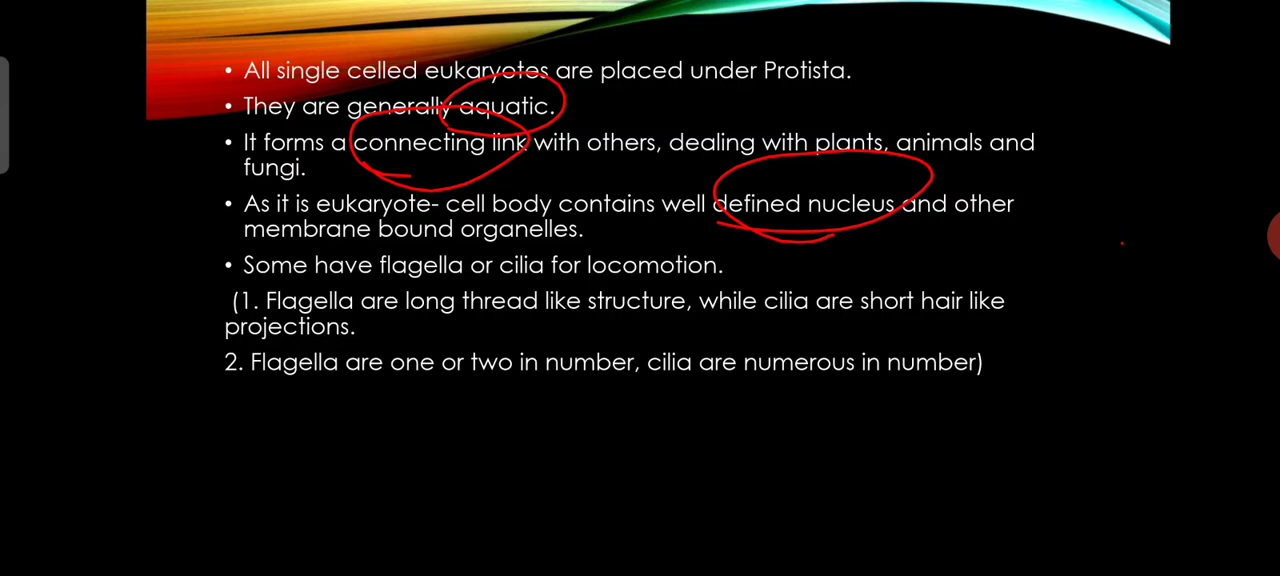 • All single celled eukaryotes are placed under Protista.
• They are generally aquatic.
• It forms a connecting link with others, dealing with plants, animals and
fungi.
• As it is eukaryote- cell body contains well defined nucleus and other
membrane bound organelles.
• Some have flagella or cilia for locomotion.
(1. Flagella are long thread like structure, while cilia are short hair like
projections.
2. Flagella are one or two in number, cilia are numerous in number)